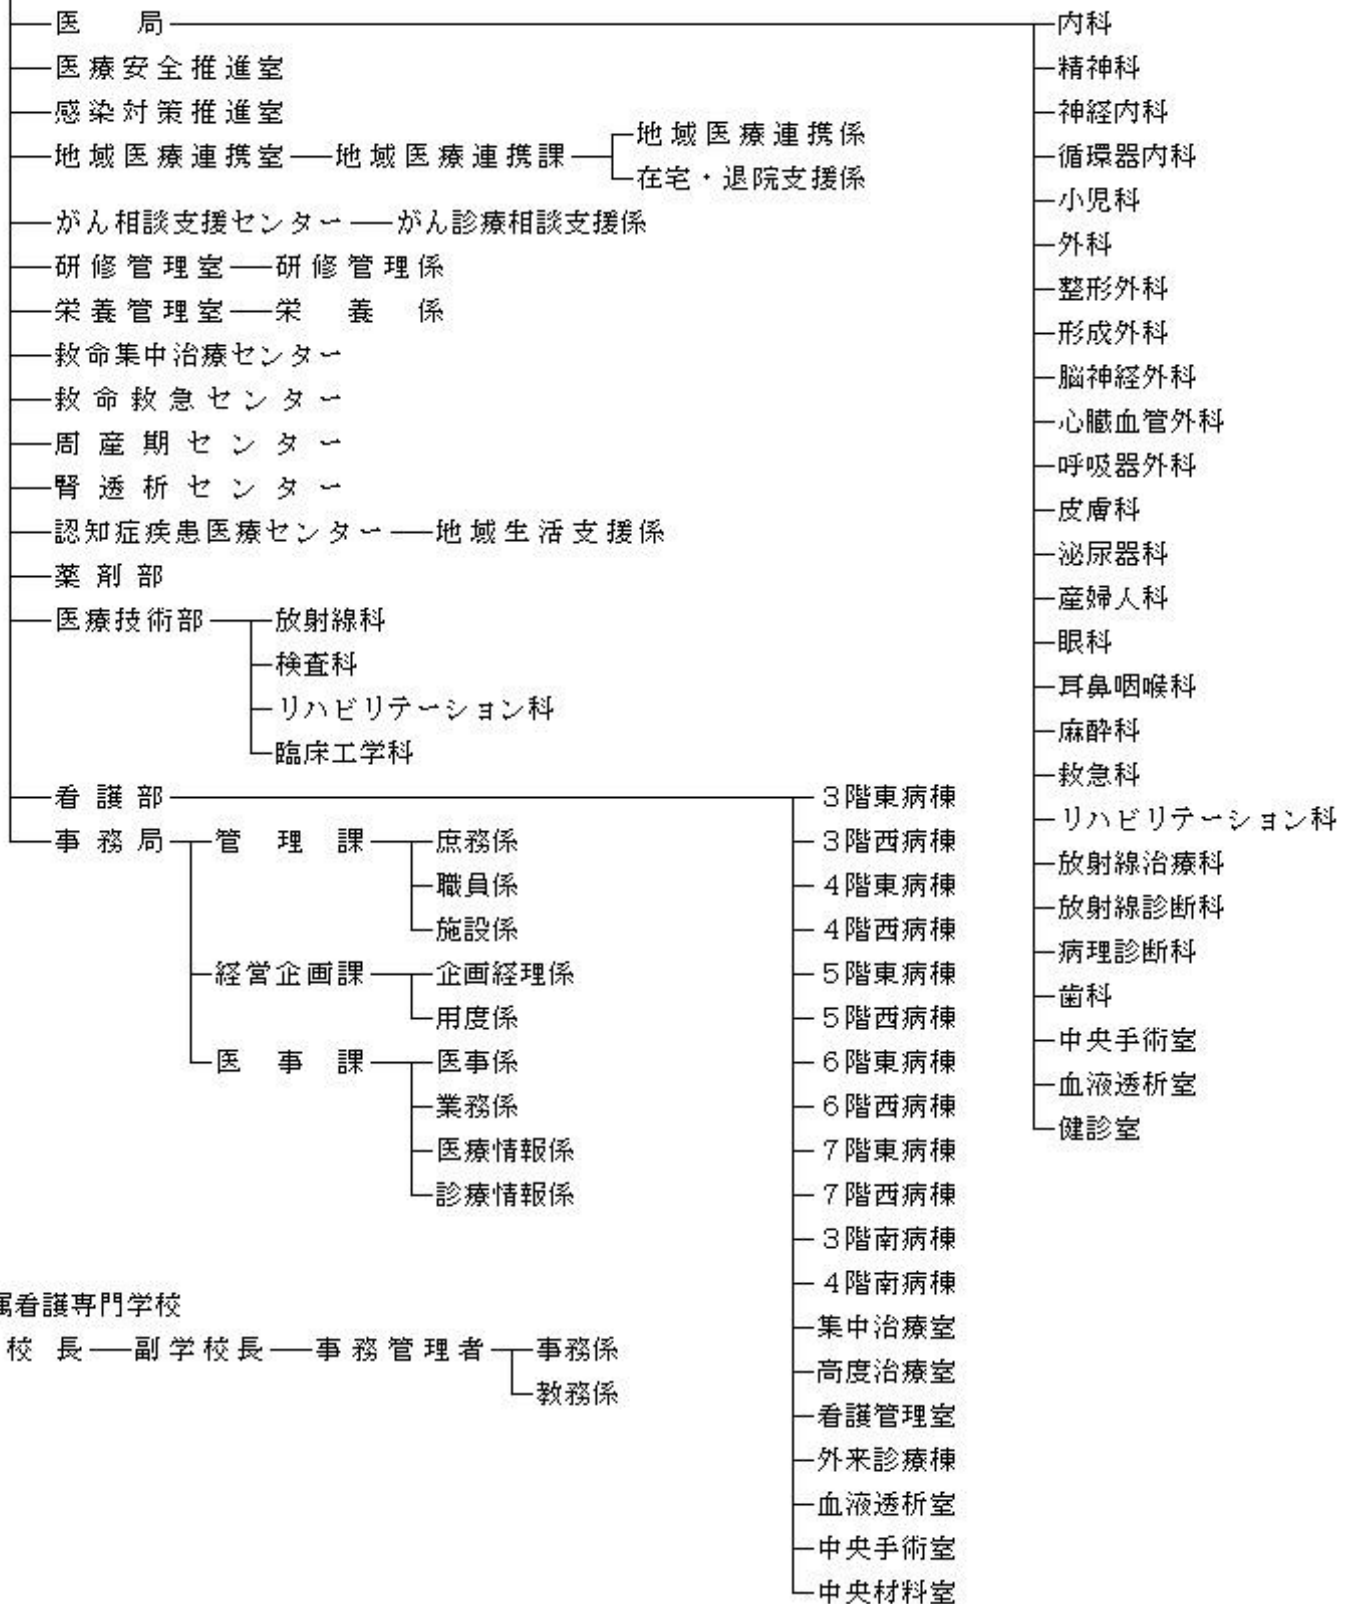 医局
医療安全推進室
感染対策推進室
地域医療連携室 地域医療連携課
地域医療連携係
在宅・退院支援係
がん相談支援センター がん診療相談支援係
研修管理室 研修管理係
栄養管理室 栄養係
救命集中治療センター
救命救急センター
周産期センター
腎透析センター
認知症疾患医療センター 地域生活支援係
薬剤部
医療技術部 放射線科
検査科
リハビリテーション科
臨床工学科
看護部
事務局 管理課 庶務係
職員係
施設係
経営企画課 企画経理係
用度係
医事課 医事係
業務係
医療情報係
診療情報係
3階東病棟
3階西病棟
4階東病棟
4階西病棟
5階東病棟
5階西病棟
6階東病棟
6階西病棟
7階東病棟
7階西病棟
3階南病棟
4階南病棟
集中治療室
高度治療室
看護管理室
外来診療棟
血液透析室
中央手術室
中央材料室
内科
精神科
神経内科
循環器内科
小児科
外科
整形外科
形成外科
脳神経外科
心臓血管外科
呼吸器外科
皮膚科
泌尿器科
産婦人科
眼科
耳鼻咽喉科
麻酔科
救急科
リハビリテーション科
放射線治療科
放射線診断科
病理診断科
歯科
中央手術室
血液透析室
健診室
属看護専門学校
校長 副学校長 事務管理者 事務係
教務係